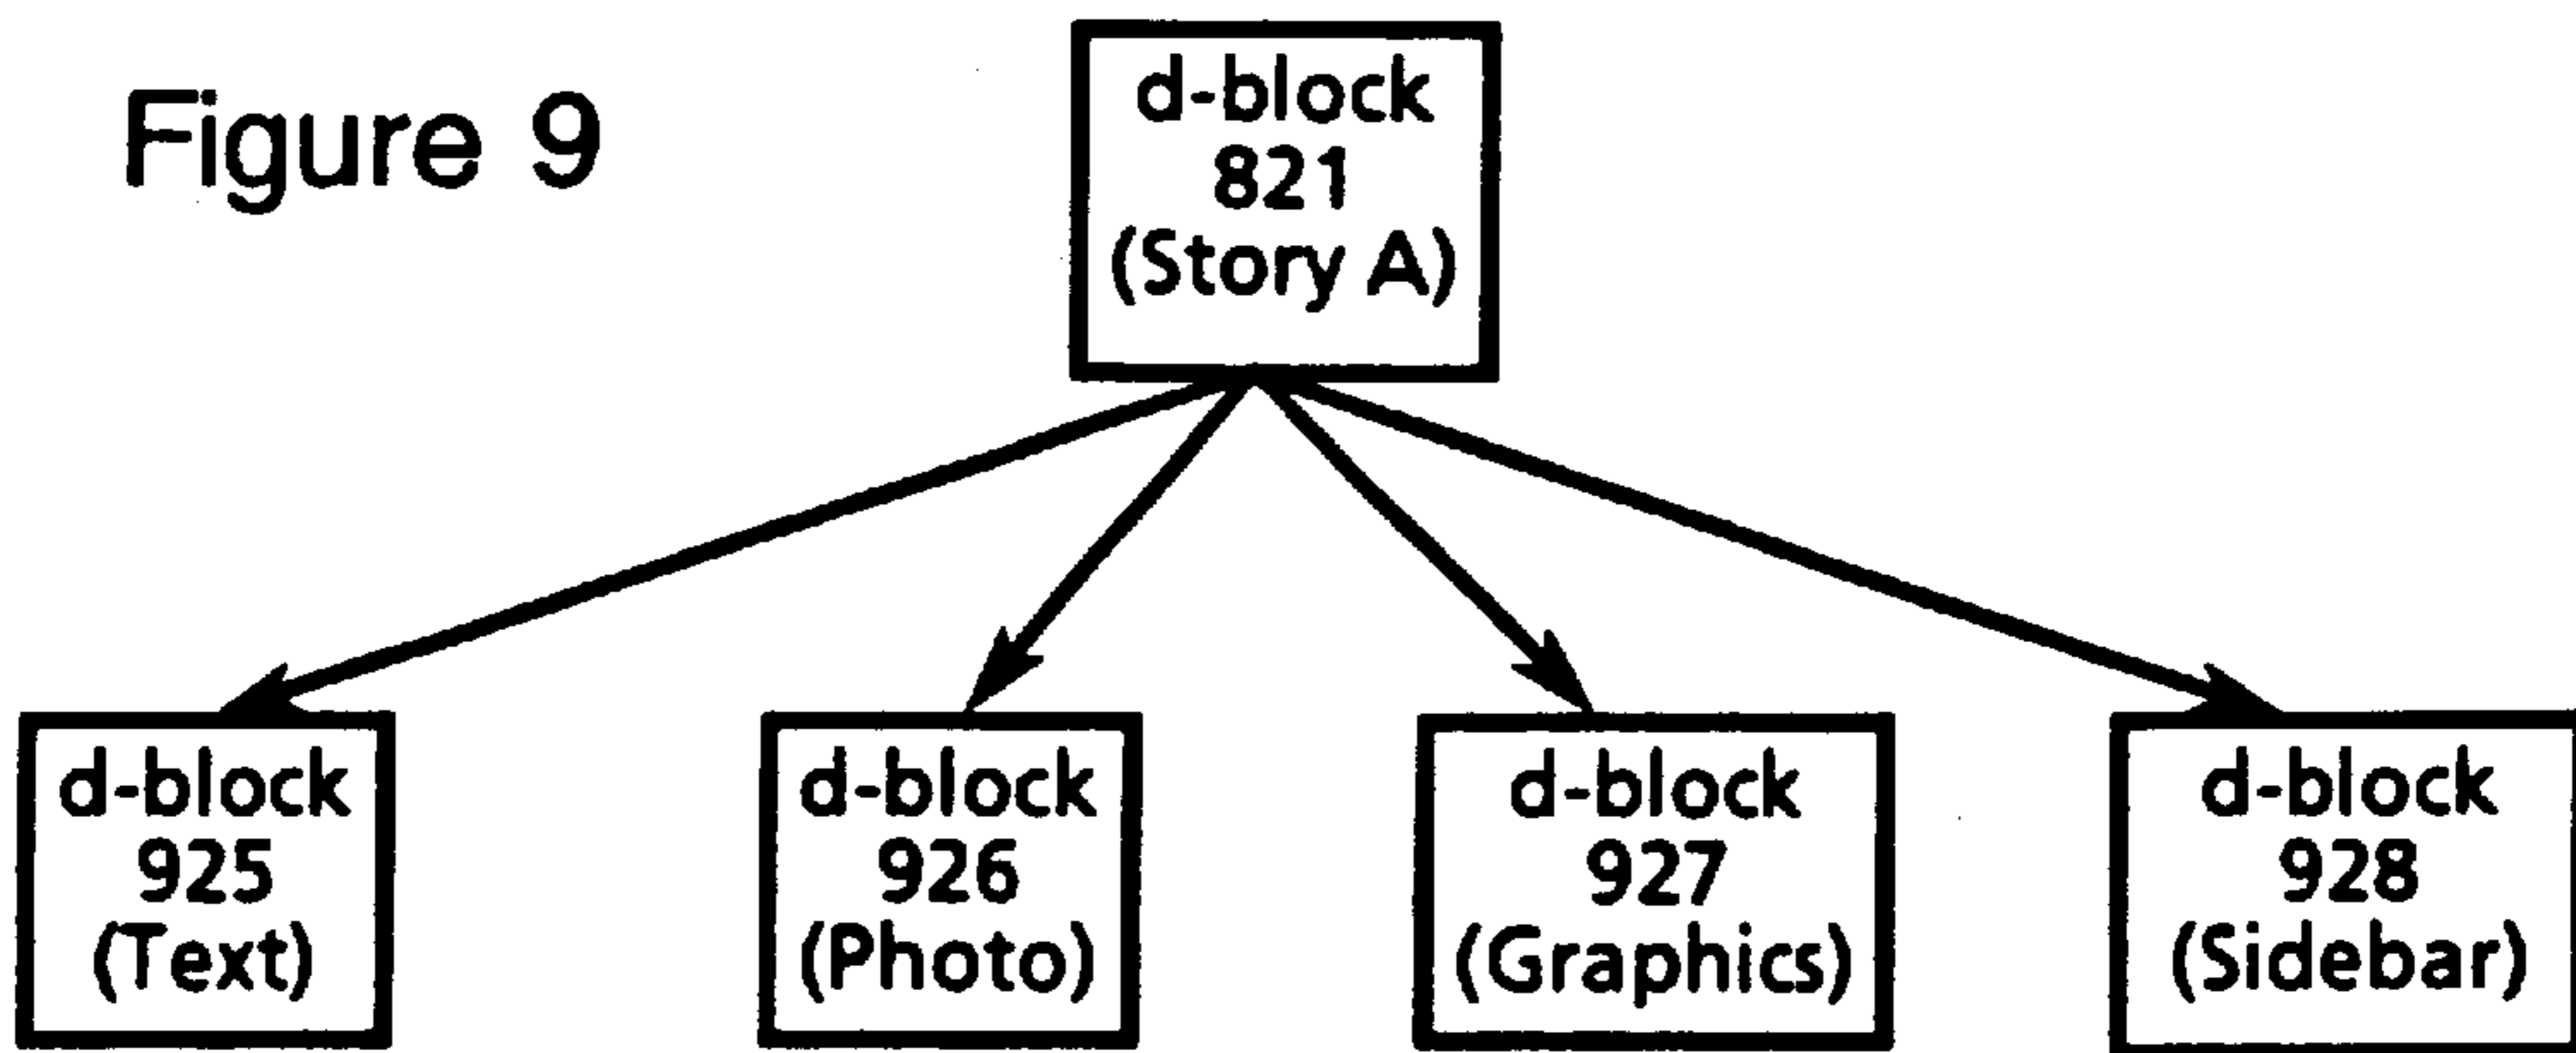 Figure 9
d-block
821
(Story A)
d-block
925
(Text)
d-block
926
(Photo)
d-block
927
(Graphics)
d-block
928
(Sidebar)